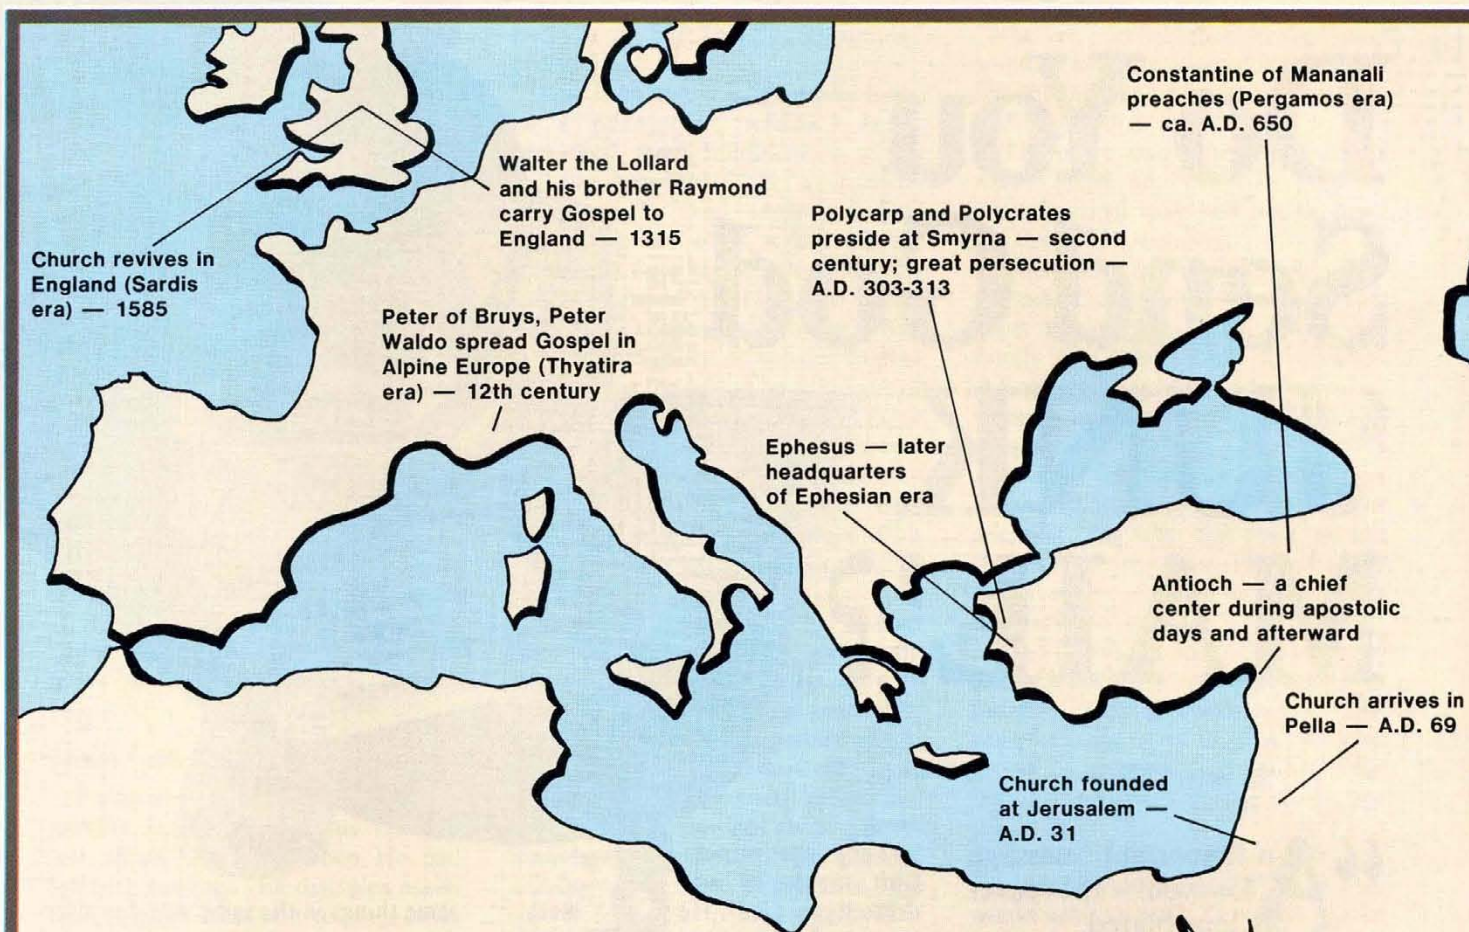 Constantine of Mananali
preaches (Pergamos era)
— ca. A.D. 650
Walter the Lollard
and his brother Raymond
carry Gospel to
England — 1315
Polycarp and Polycrates
preside at Smyrna — second
century; great persecution —
A.D. 303-313
Church revives in
England (Sardis
era) — 1585
Peter of Bruys, Peter
Waldo spread Gospel in
Alpine Europe (Thyatira
era) — 12th century
Ephesus — later
headquarters
of Ephesian era
Antioch — a chief
center during apostolic
days and afterward
Church arrives in
Pella — A.D. 69
Church founded
at Jerusalem —
A.D. 31